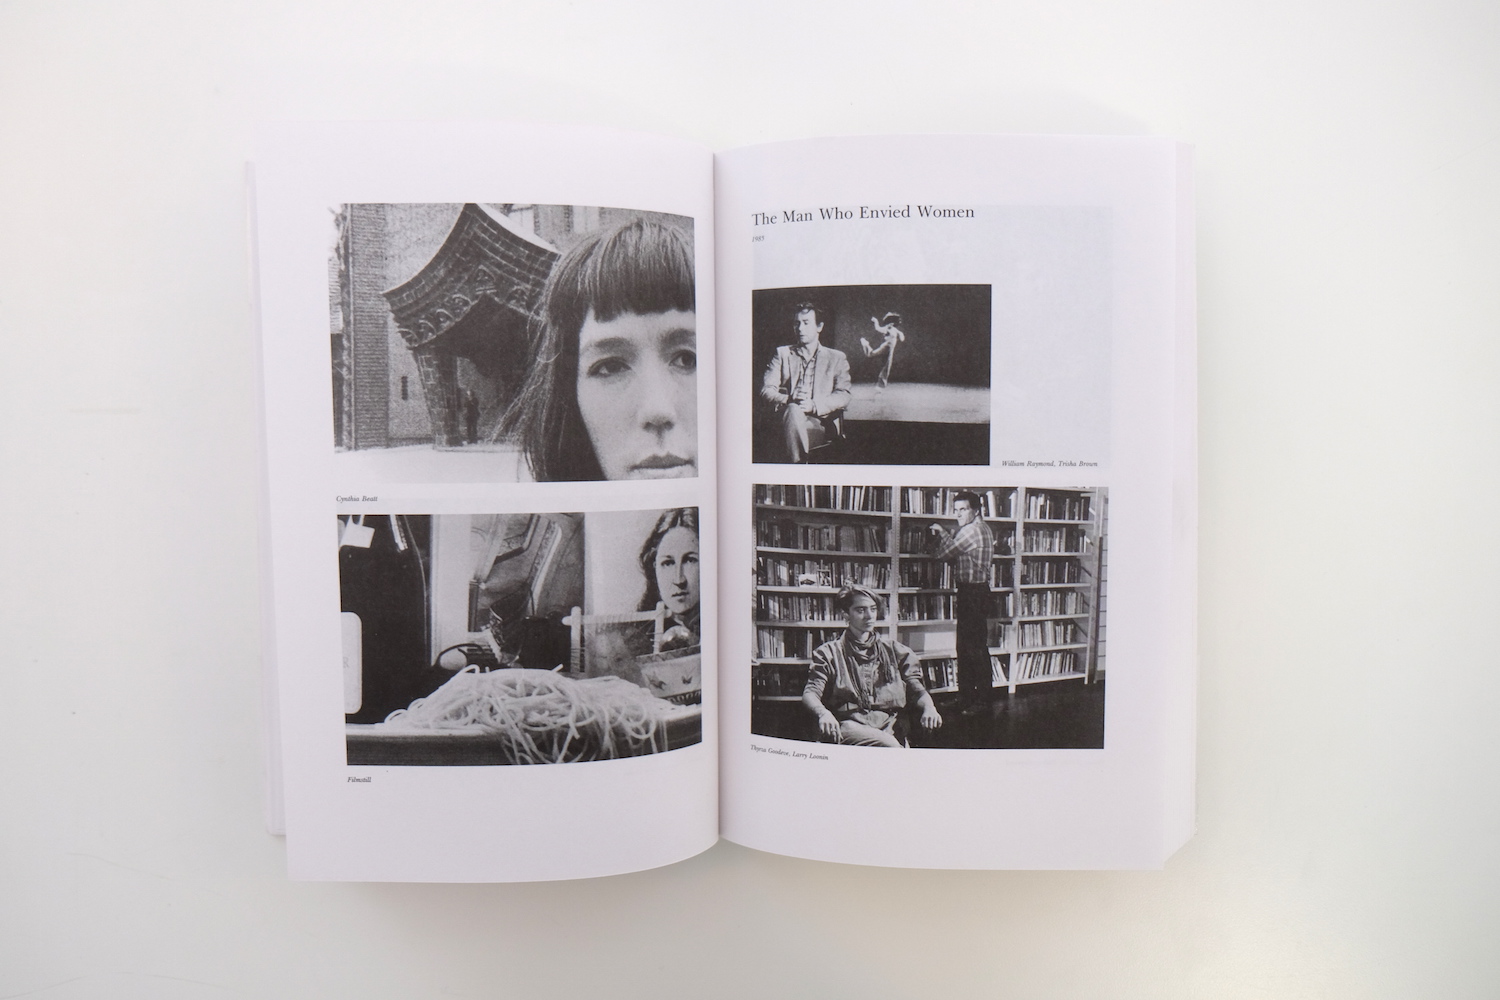 Cynthia Beatt
Filmstill
The Man Who Envied Women
1985
William Raymond, Trisha Brown
Thyrza Goodeve, Larry Loonin